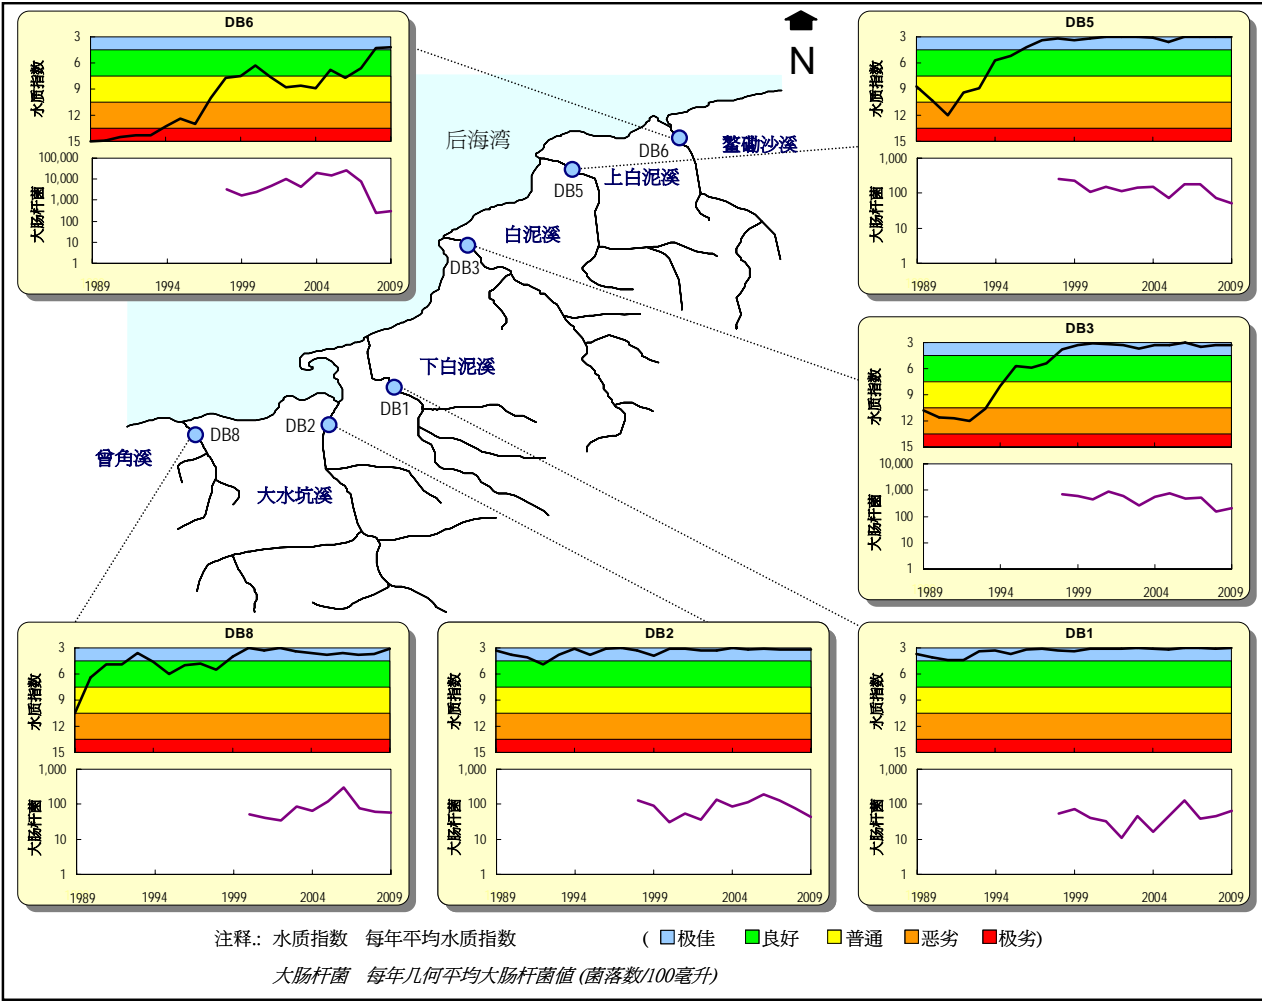 DB6
水质指数
3
6
9
12
15
大肠杆菌
100,000
10,000
1,000
100
10
1
1989 1994 1999 2004 2009
N
DB5
水质指数
3
6
9
12
15
大肠杆菌
1,000
100
10
1
1989 1994 1999 2004 2009
后海湾
DB6
鳌磡沙溪
DB5
上白泥溪
白泥溪
DB3
下白泥溪
DB1
DB2
DB8
曾角溪
大水坑溪
DB3
水质指数
3
6
9
12
15
大肠杆菌
10,000
1,000
100
10
1
1989 1994 1999 2004 2009
DB8
水质指数
3
6
9
12
15
大肠杆菌
1,000
100
10
1
1989 1994 1999 2004 2009
DB2
水质指数
3
6
9
12
15
大肠杆菌
1,000
100
10
1
1989 1994 1999 2004 2009
DB1
水质指数
3
6
9
12
15
大肠杆菌
1,000
100
10
1
1989 1994 1999 2004 2009
注释.: 水质指数 每年平均水质指数 ( 极佳 良好 普通 恶劣 极劣)
大肠杆菌 每年几何平均大肠杆菌值 (菌落数/100毫升)